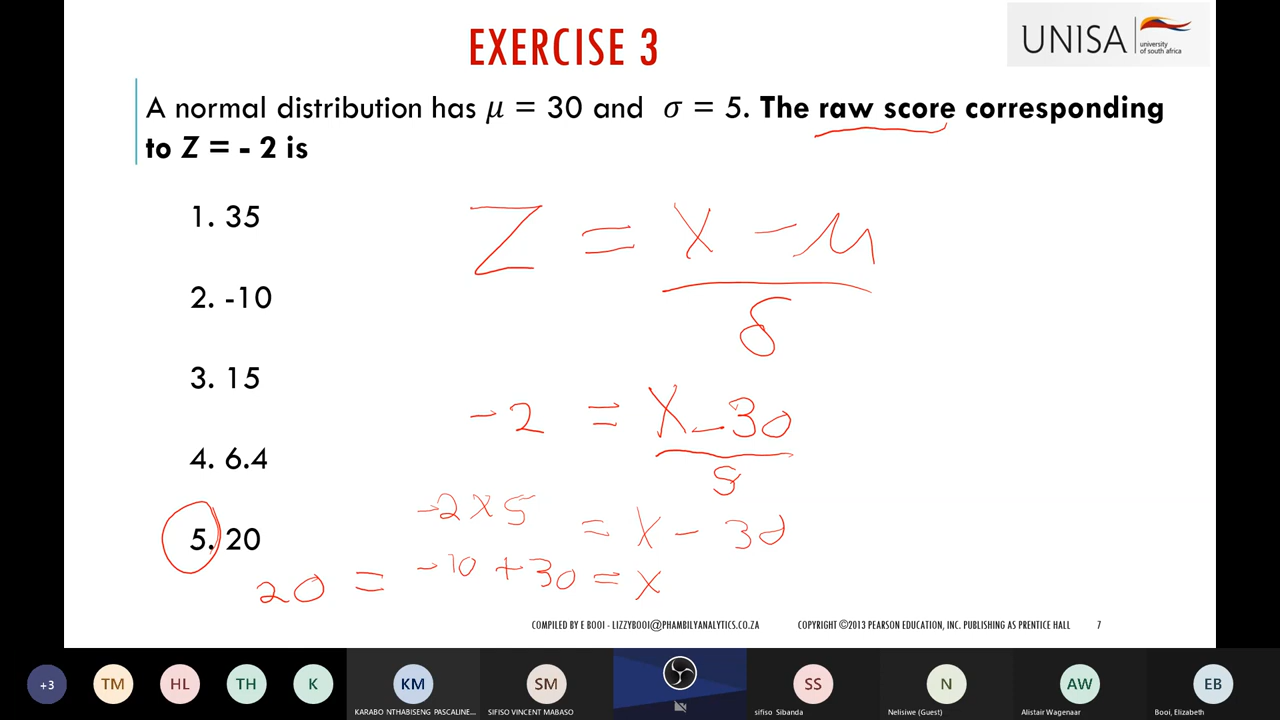 EXERCISE 3
UNISA
university
of south africa
A normal distribution has μ = 30 and σ = 5. The raw score corresponding
to Z = - 2 is
1. 35
2. -10
3. 15
4. 6.4
5. 20
Z = X - μ
δ
-2 = X - 30
5
-2 x 5 = X - 30
20 = -10 + 30 = X
COMPILED BY E BOOI - LIZZYBOOI@PHAMBILYANALYTICS.CO.ZA
COPYRIGHT ©2013 PEARSON EDUCATION, INC. PUBLISHING AS PRENTICE HALL
7
+3
TM
HL
TH
K
KM
KARABO NTHABISENG PASCALINE...
SM
SIFISO VINCENT MABASO
SS
sifiso Sibanda
N
Nelisiwe (Guest)
AW
Alistair Wagenaar
EB
Booi, Elizabeth